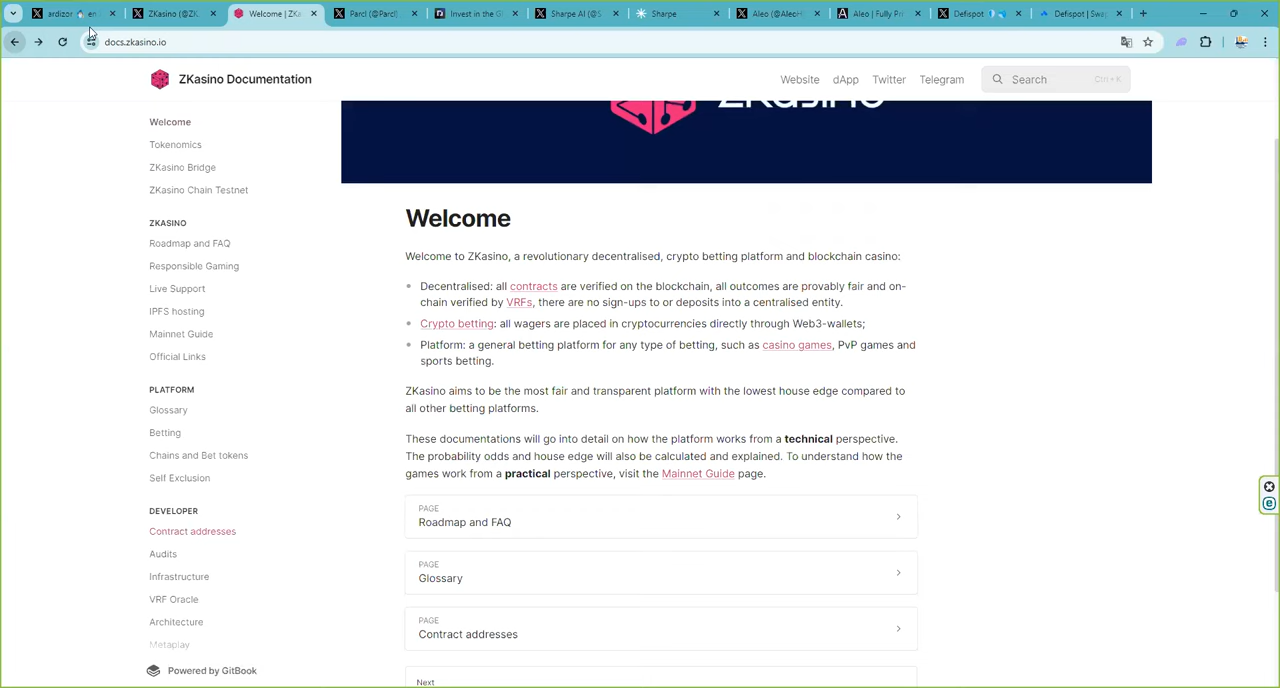 ardizor en
ZKasino (@ZK
Welcome | ZKa
Parcl (@Parcl)
Invest in the G
Sharpe AI (@S
Sharpe
Aleo (@AleoH
Aleo | Fully Pri
Defispot
Defispot | Swap
docs.zkasino.io
ZKasino Documentation
Website
dApp
Twitter
Telegram
Search
Ctrl + K
ZKasino
Welcome
Tokenomics
ZKasino Bridge
ZKasino Chain Testnet
ZKASINO
Roadmap and FAQ
Responsible Gaming
Live Support
IPFS hosting
Mainnet Guide
Official Links
PLATFORM
Glossary
Betting
Chains and Bet tokens
Self Exclusion
DEVELOPER
Contract addresses
Audits
Infrastructure
VRF Oracle
Architecture
Metaplay
Powered by GitBook
Welcome
Welcome to ZKasino, a revolutionary decentralised, crypto betting platform and blockchain casino:
Decentralised: all contracts are verified on the blockchain, all outcomes are provably fair and on-
chain verified by VRFs, there are no sign-ups to or deposits into a centralised entity.
Crypto betting: all wagers are placed in cryptocurrencies directly through Web3-wallets;
Platform: a general betting platform for any type of betting, such as casino games, PvP games and
sports betting.
ZKasino aims to be the most fair and transparent platform with the lowest house edge compared to
all other betting platforms.
These documentations will go into detail on how the platform works from a technical perspective.
The probability odds and house edge will also be calculated and explained. To understand how the
games work from a practical perspective, visit the Mainnet Guide page.
PAGE
Roadmap and FAQ
PAGE
Glossary
PAGE
Contract addresses
Next